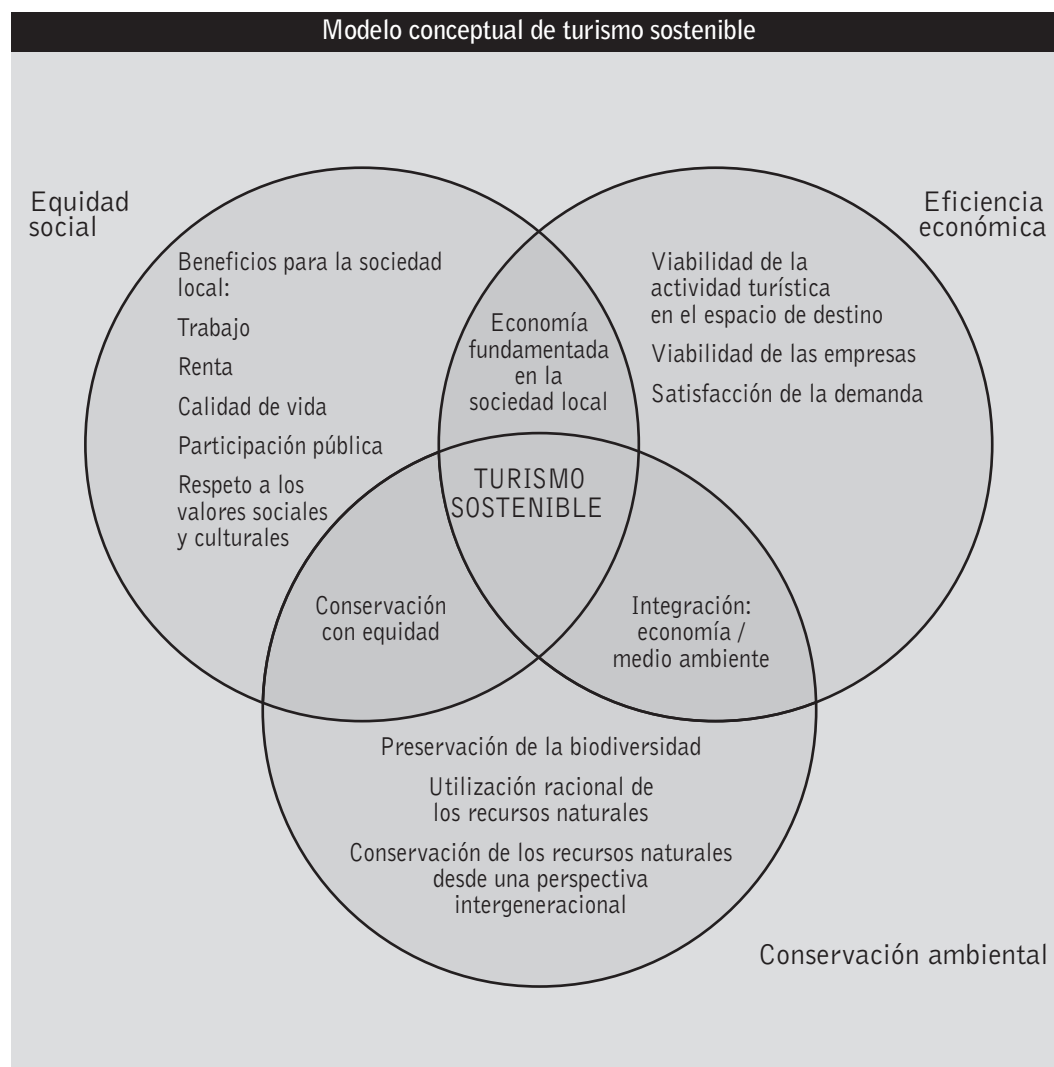 Modelo conceptual de turismo sostenible
Equidad
social
Eficiencia
económica
Beneficios para la sociedad
local:
Trabajo
Renta
Calidad de vida
Participación pública
Respeto a los
valores sociales
y culturales
Economía
fundamentada
en la
sociedad local
Viabilidad de la
actividad turística
en el espacio de destino
Viabilidad de las empresas
Satisfacción de la demanda
TURISMO
SOSTENIBLE
Conservación
con equidad
Integración:
economía /
medio ambiente
Preservación de la biodiversidad
Utilización racional de
los recursos naturales
Conservación de los recursos naturales
desde una perspectiva
intergeneracional
Conservación ambiental